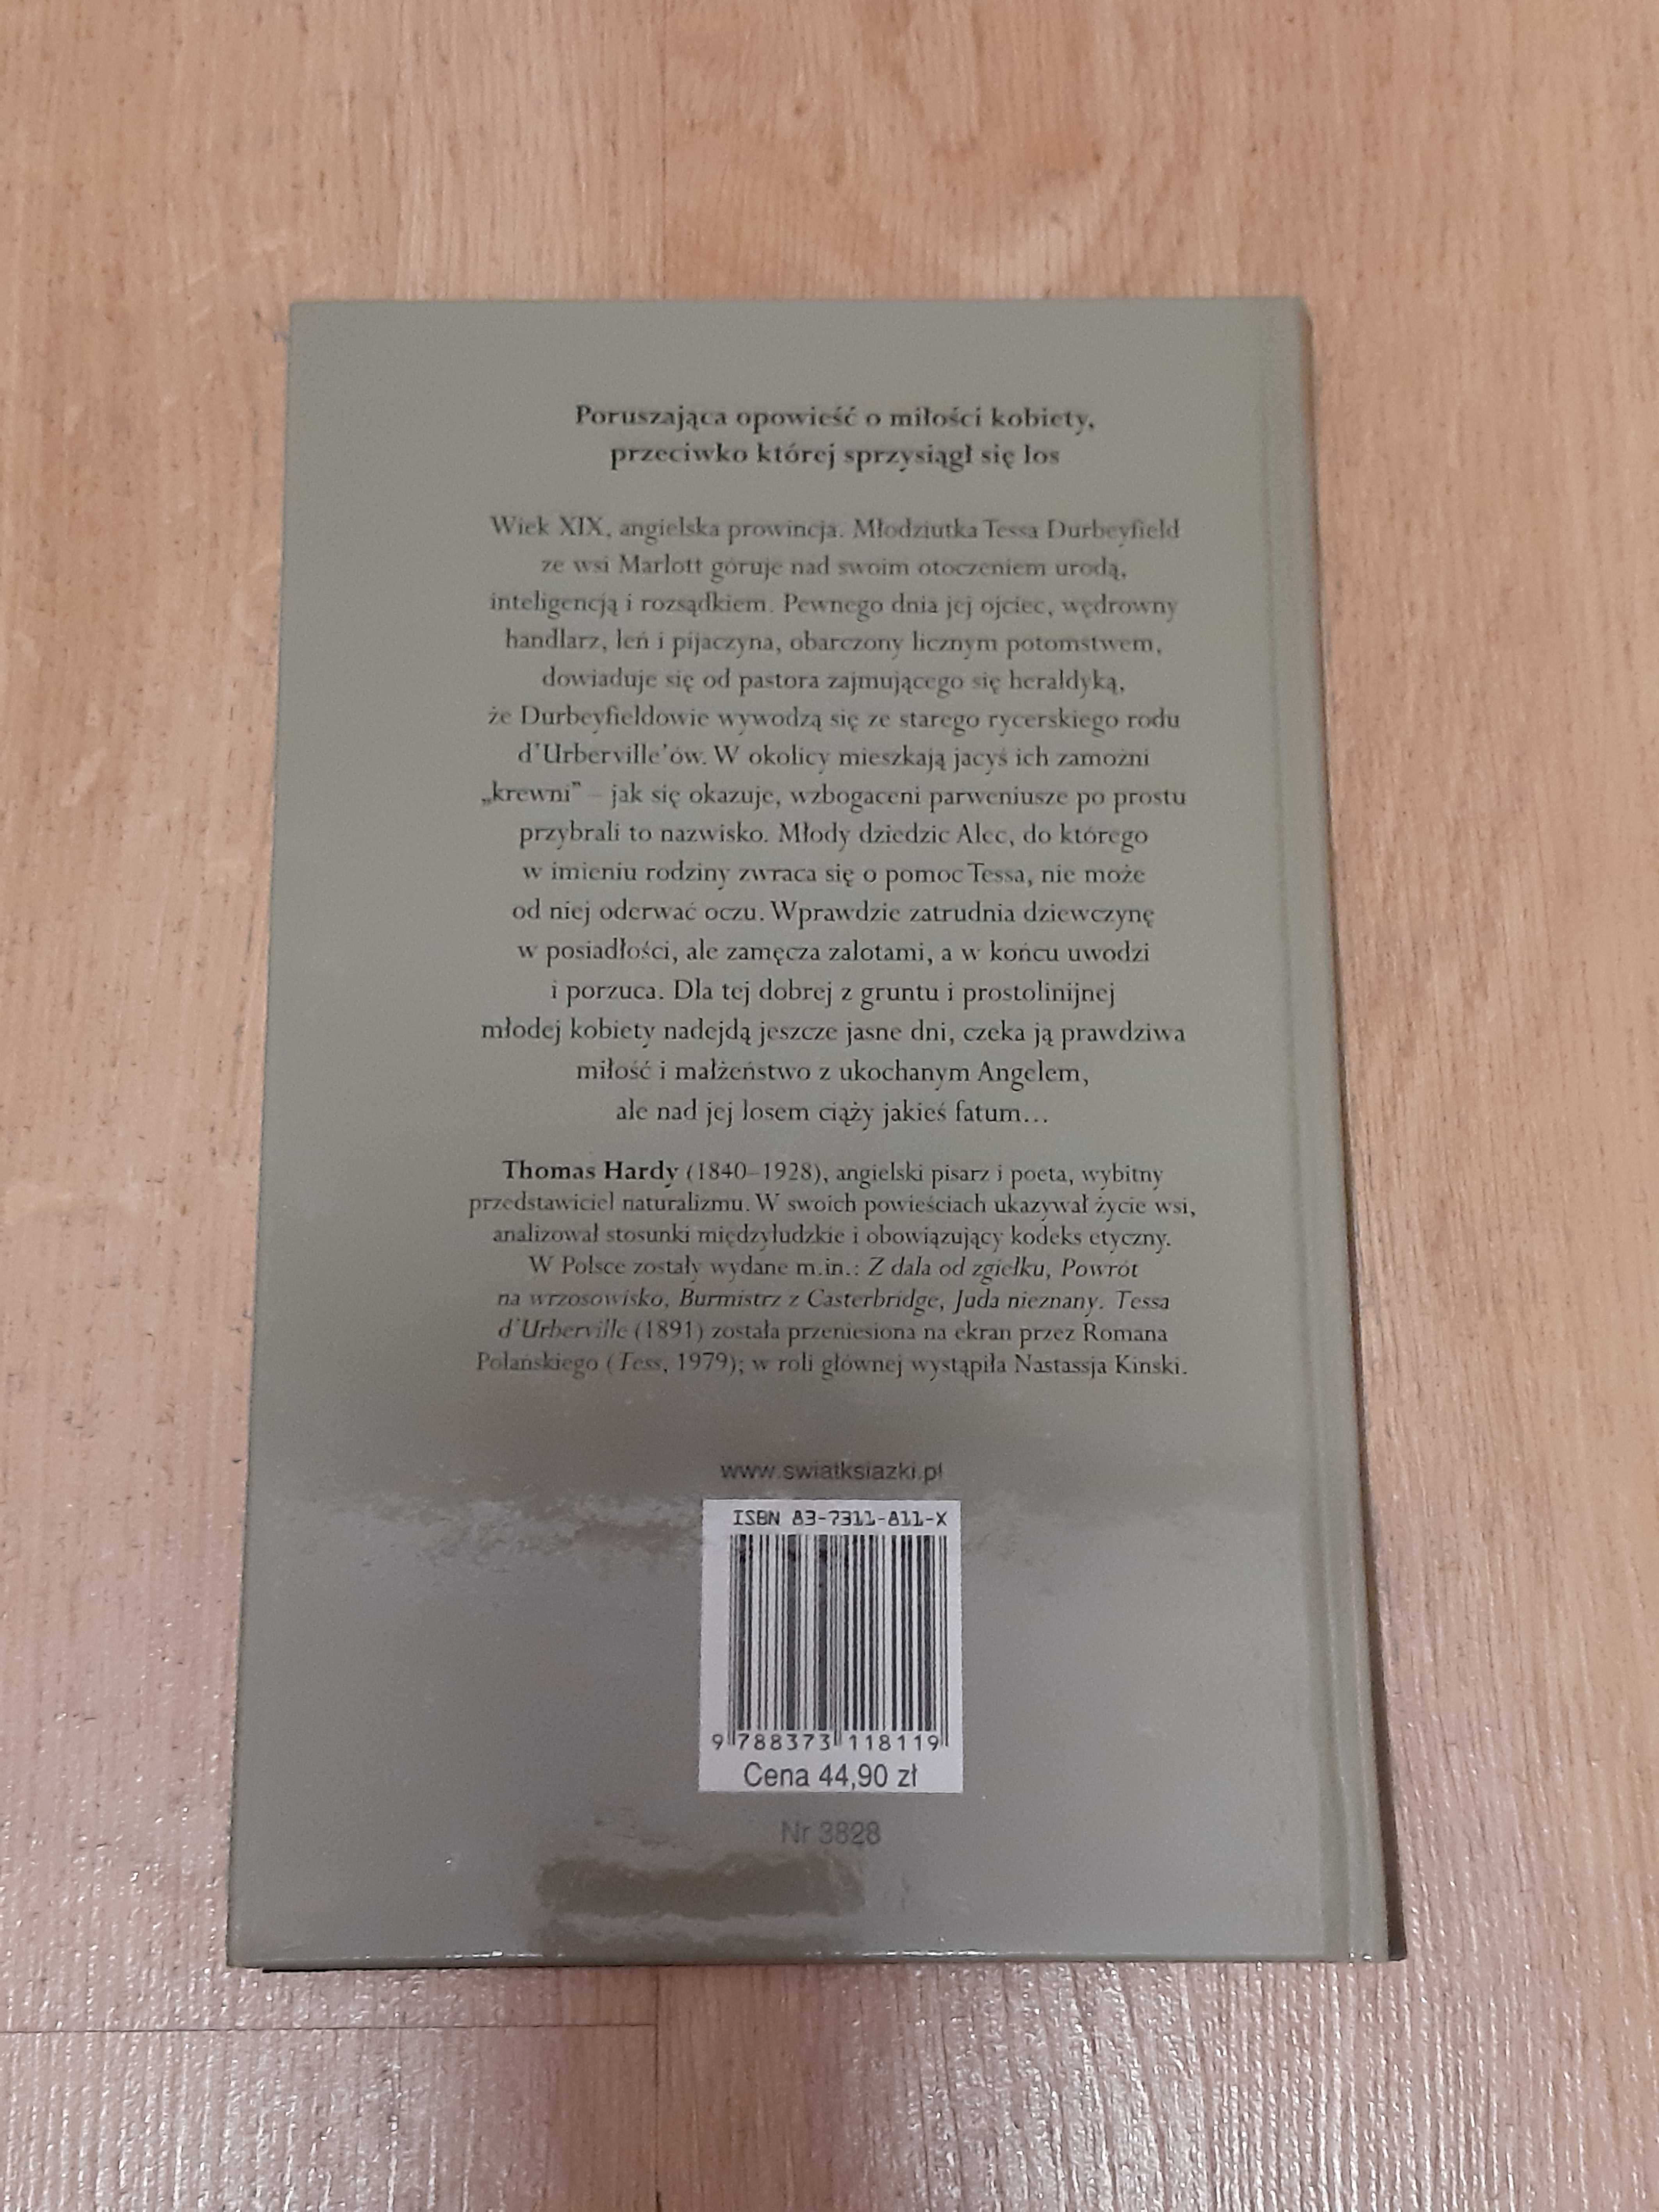 Poruszająca opowieść o miłości kobiety,
przeciwko której sprzysiągł się los
Wiek XIX, angielska prowincja. Młodziutka Tessa Durbeyfield
ze wsi Marlott góruje nad swoim otoczeniem urodą,
inteligencją i rozsądkiem. Pewnego dnia jej ojciec, wędrowny
handlarz, leń i pijaczyna, obarczony licznym potomstwem,
dowiaduje się od pastora zajmującego się heraldyką,
że Durbeyfieldowie wywodzą się ze starego rycerskiego rodu
d'Urberville'ów. W okolicy mieszkają jacyś ich zamożni
„krewni” – jak się okazuje, wzbogaceni parweniusze po prostu
przybrali to nazwisko. Młody dziedzic Alec, do którego
w imieniu rodziny zwraca się o pomoc Tessa, nie może
od niej oderwać oczu. Wprawdzie zatrudnia dziewczynę
w posiadłości, ale zamęcza zalotami, a w końcu uwodzi
i porzuca. Dla tej dobrej z gruntu i prostolinijnej
młodej kobiety nadejdą jeszcze jasne dni, czeka ją prawdziwa
miłość i małżeństwo z ukochanym Angelem,
ale nad jej losem ciąży jakieś fatum...
Thomas Hardy (1840–1928), angielski pisarz i poeta, wybitny
przedstawiciel naturalizmu. W swoich powieściach ukazywał życie wsi,
analizował stosunki międzyludzkie i obowiązujący kodeks etyczny.
W Polsce zostały wydane m.in.: Z dala od zgiełku, Powrót
na wrzosowisko, Burmistrz z Casterbridge, Juda nieznany. Tessa
d'Urberville (1891) została przeniesiona na ekran przez Romana
Polańskiego (Tess, 1979); w roli głównej wystąpiła Nastassja Kinski.
www.swiatksiazki.pl
ISBN 83-7311-811-X
9 788373 118119
Cena 44,90 zł
Nr 3828